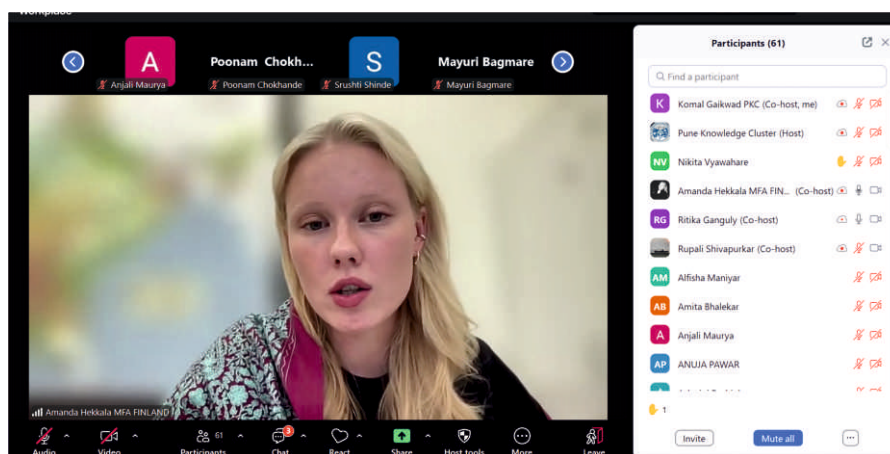 Workplace
A
Poonam Chokh...
S
Mayuri Bagmare
Anjali Maurya
Poonam Chokhande
Srushti Shinde
Mayuri Bagmare
Amanda Hekkala MFA FINLAND
Audio
Video
61
Participants
3
Chat
React
Share
Host tools
More
Leave
Participants (61)
Find a participant
K Komal Gaikwad PKC (Co-host, me)
Pune Knowledge Cluster (Host)
NV Nikita Vyawahare
Amanda Hekkala MFA FIN... (Co-host)
RG Ritika Ganguly (Co-host)
Rupali Shivapurkar (Co-host)
AM Alfisha Maniyar
AB Amita Bhalekar
A Anjali Maurya
AP ANUJA PAWAR
1
Invite
Mute all